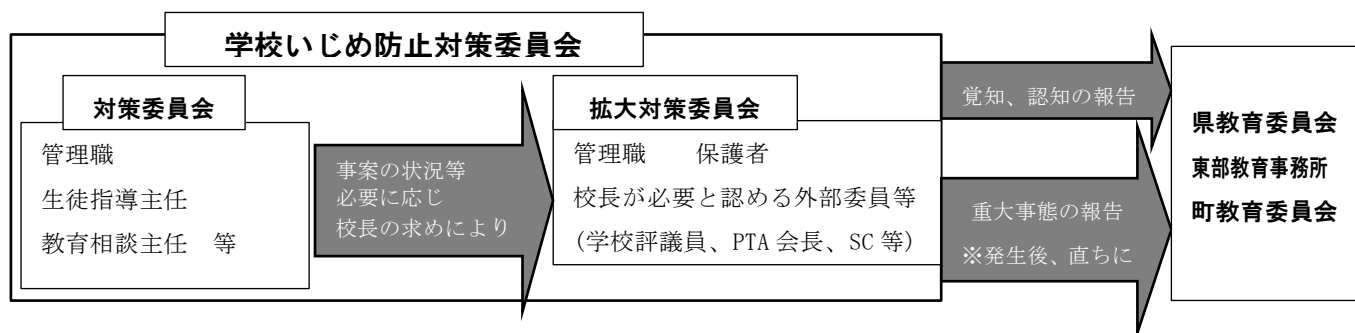 学校いじめ防止対策委員会
対策委員会
管理職
生徒指導主任
教育相談主任　等
事案の状況等
必要に応じ
校長の求めにより
拡大対策委員会
管理職　　保護者
校長が必要と認める外部委員等
(学校評議員、PTA 会長、SC 等)
覚知、認知の報告
重大事態の報告
※発生後、直ちに
県教育委員会
東部教育事務所
町教育委員会